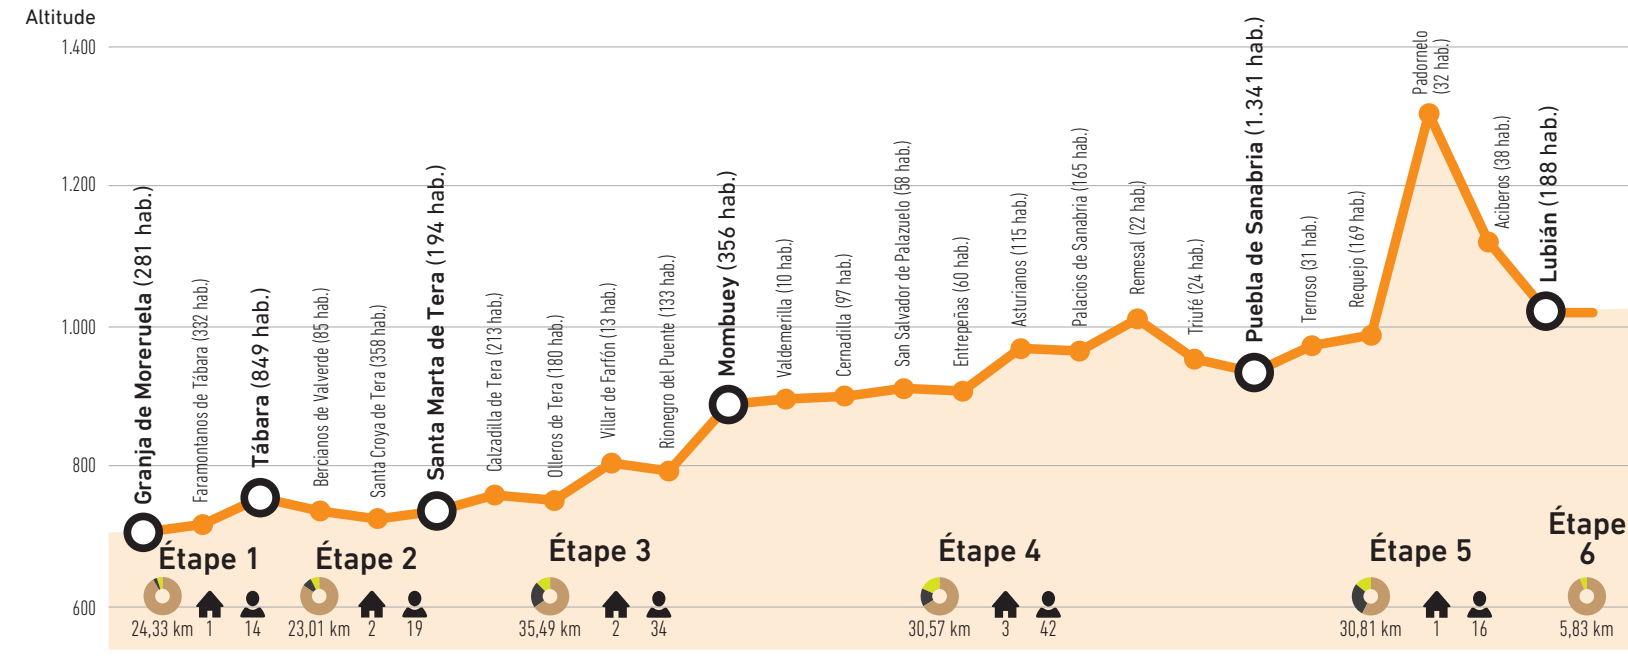 Altitude
1.400
1.200
1.000
800
600
Granja de Moreruela (281 hab.)
Faramontanos de Tábara (332 hab.)
Tábara (849 hab.)
Bercianos de Valverde (85 hab.)
Santa Croya de Tera (358 hab.)
Santa Marta de Tera (194 hab.)
Calzadilla de Tera (213 hab.)
Olleros de Tera (180 hab.)
Villar de Farfón (13 hab.)
Rionegro del Puente (133 hab.)
Mombuey (356 hab.)
Valdemerilla (10 hab.)
Cernadilla (97 hab.)
San Salvador de Palazuelo (58 hab.)
Entrepeñas (60 hab.)
Asturianos (115 hab.)
Palacios de Sanabria (165 hab.)
Remesal (22 hab.)
Triufé (24 hab.)
Puebla de Sanabria (1.341 hab.)
Terroso (31 hab.)
Requejo (169 hab.)
Padornelo
(32 hab.)
Aciberos (38 hab.)
Lubián (188 hab.)
Étape 1
24,33 km 1 14
Étape 2
23,01 km 2 19
Étape 3
35,49 km 2 34
Étape 4
30,57 km 3 42
Étape 5
30,81 km 1 16
Étape
6
5,83 km